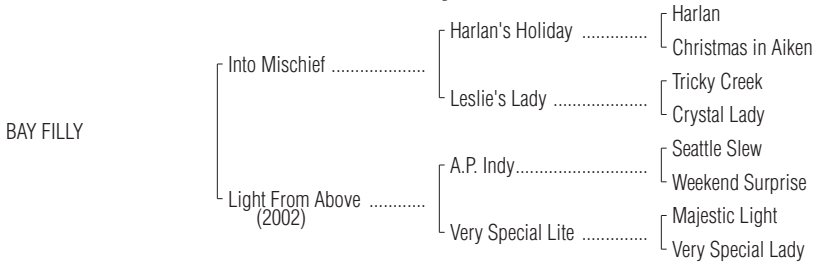 Harlan
Harlan's Holiday ..............
Christmas in Aiken
Into Mischief ....................
Tricky Creek
Leslie's Lady ....................
Crystal Lady
BAY FILLY
Seattle Slew
A.P. Indy............................
Weekend Surprise
Light From Above ............
(2002)
Majestic Light
Very Special Lite ..............
Very Special Lady